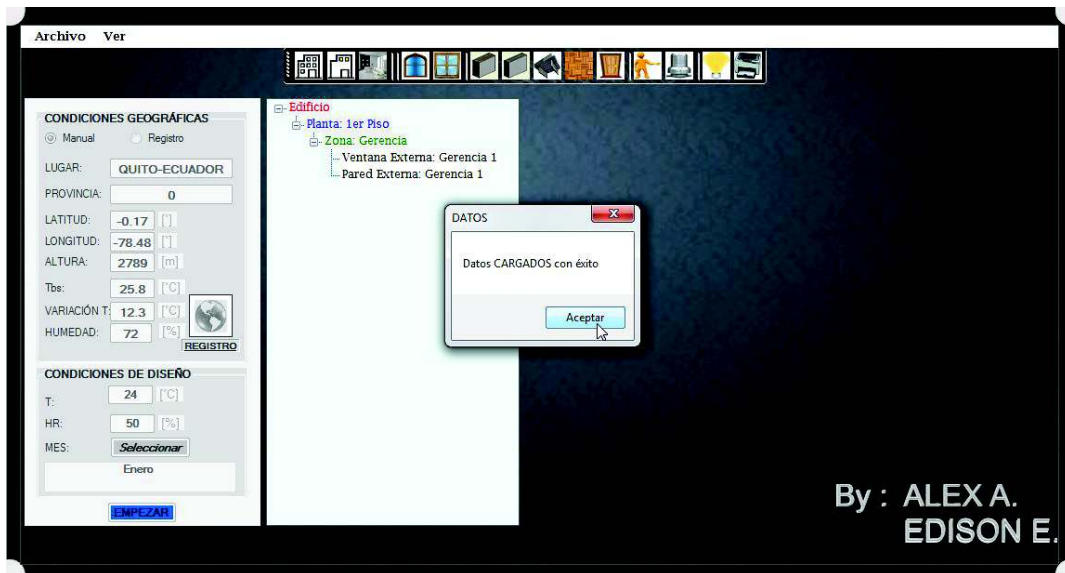 Archivo Ver
CONDICIONES GEOGRÁFICAS
Manual Registro
LUGAR: QUITO-ECUADOR
PROVINCIA: 0
LATITUD: -0.17 [°]
LONGITUD: -78.48 [°]
ALTURA: 2789 [m]
Tbs: 25.8 [°C]
VARIACIÓN T: 12.3 [°C]
HUMEDAD: 72 [%]
REGISTRO
CONDICIONES DE DISEÑO
T: 24 [°C]
HR: 50 [%]
MES: Seleccionar
Enero
EMPEZAR
Edificio
Planta: 1er Piso
Zona: Gerencia
Ventana Externa: Gerencia 1
Pared Externa: Gerencia 1
DATOS
Datos CARGADOS con éxito
Aceptar
By : ALEX A.
EDISON E.